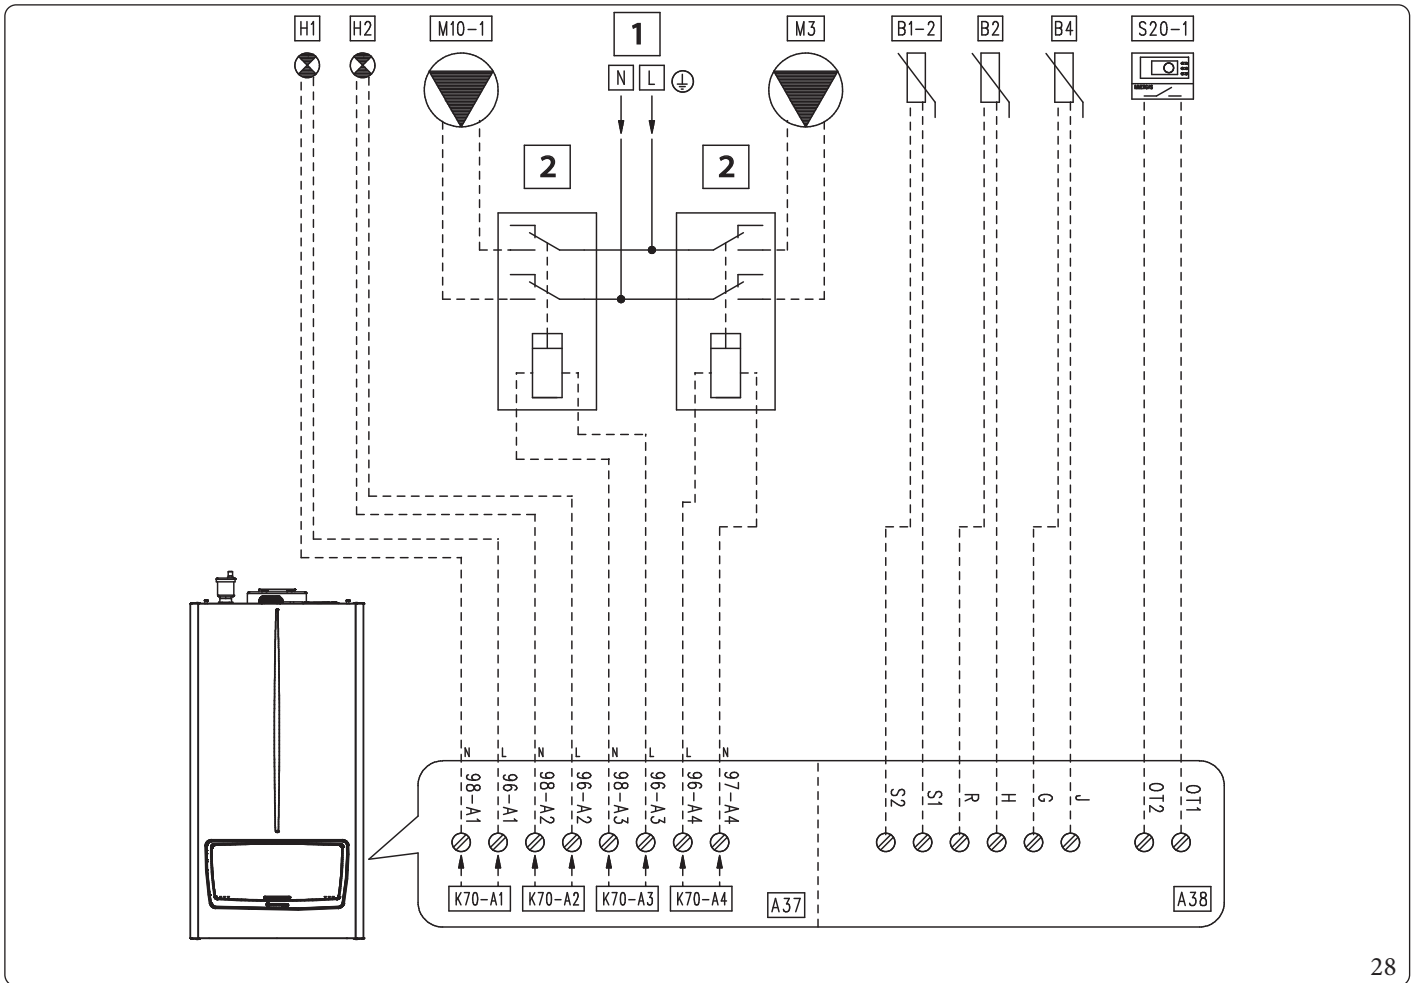 H1 H2 M10-1 1 M3 B1-2 B2 B4 S20-1
N L
2 2
N L N L N L L N
98-A1 96-A1 98-A2 96-A2 98-A3 96-A3 96-A4 97-A4 S2 S1 R H G J OT2 OT1
K70-A1 K70-A2 K70-A3 K70-A4 A37 A38
28